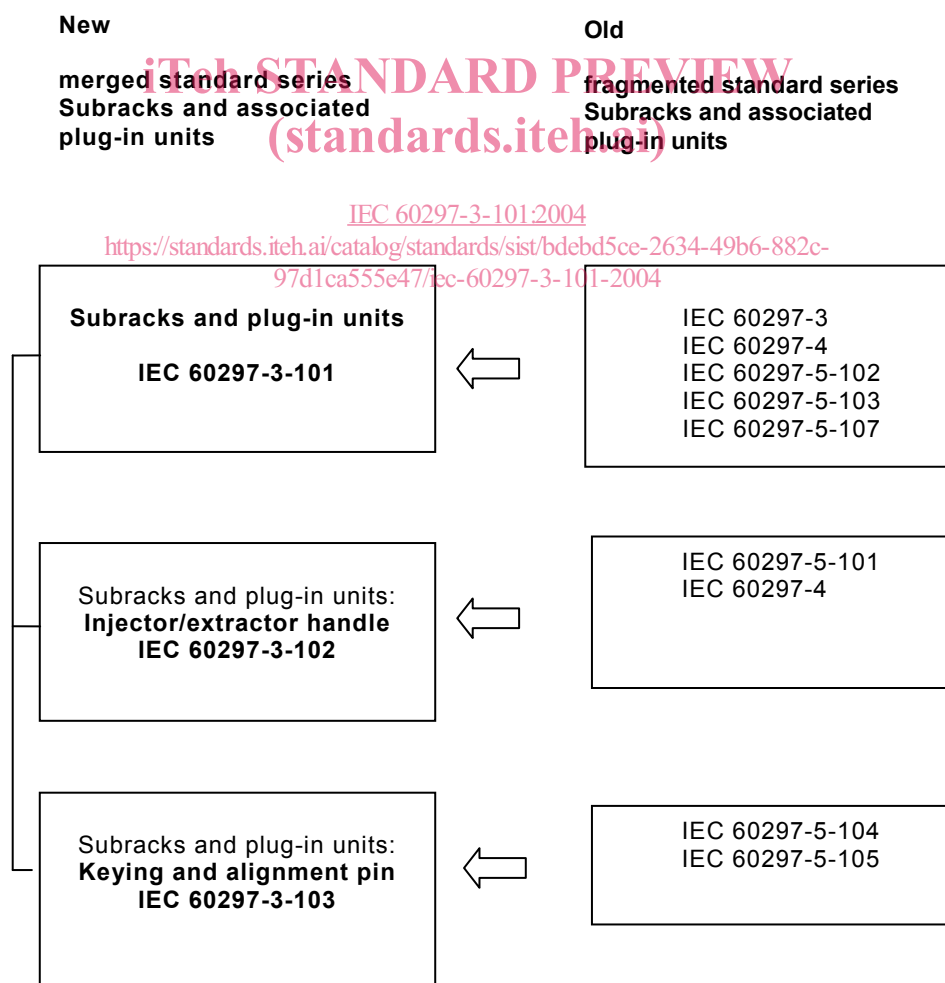 New
Old
iTeh STANDARD PREVIEW
(standards.iteh.ai)
merged standard series
Subracks and associated
plug-in units
fragmented standard series
Subracks and associated
plug-in units
IEC 60297-3-101:2004
https://standards.iteh.ai/catalog/standards/sist/bdebd5ce-2634-49b6-882c-
97d1ca555e47/iec-60297-3-101-2004
Subracks and plug-in units
IEC 60297-3-101
IEC 60297-3
IEC 60297-4
IEC 60297-5-102
IEC 60297-5-103
IEC 60297-5-107
Subracks and plug-in units:
Injector/extractor handle
IEC 60297-3-102
IEC 60297-5-101
IEC 60297-4
Subracks and plug-in units:
Keying and alignment pin
IEC 60297-3-103
IEC 60297-5-104
IEC 60297-5-105